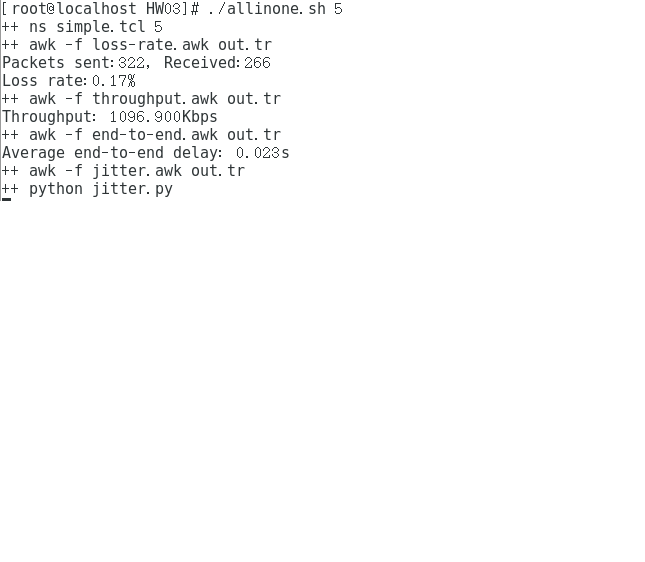 [root@localhost HW03]# ./allinone.sh 5
++ ns simple.tcl 5
++ awk -f loss-rate.awk out.tr
Packets sent:322, Received:266
Loss rate:0.17%
++ awk -f throughput.awk out.tr
Throughput: 1096.900Kbps
++ awk -f end-to-end.awk out.tr
Average end-to-end delay: 0.023s
++ awk -f jitter.awk out.tr
++ python jitter.py